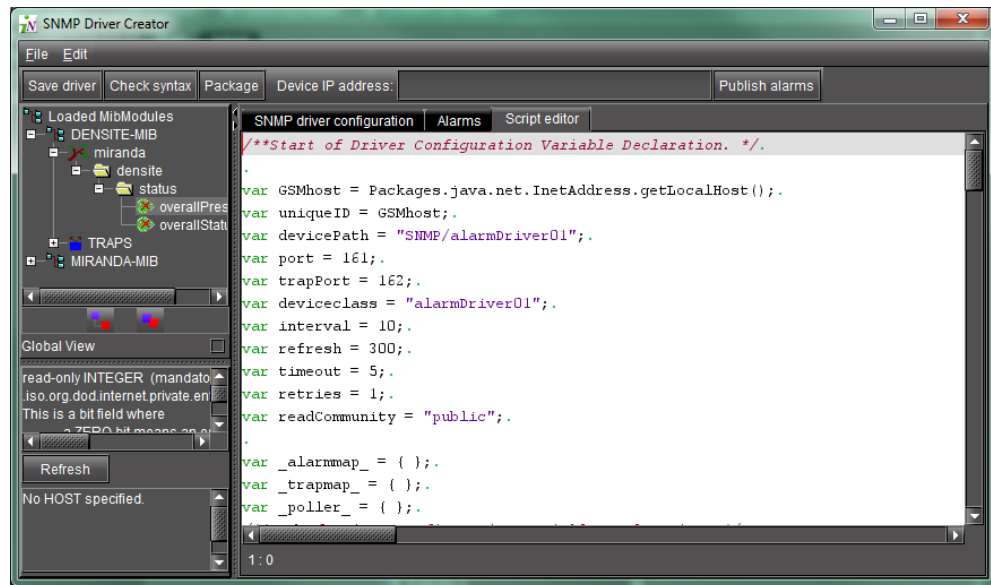 SNMP Driver Creator
File Edit
Save driver Check syntax Package Device IP address: Publish alarms
Loaded MibModules
DENSITE-MIB
miranda
densite
status
overallPres
overallStatu
TRAPS
MIRANDA-MIB
Global View
read-only INTEGER (mandato
.iso.org.dod.internet.private.en
This is a bit field where
a ZERO bit means an
Refresh
No HOST specified.
SNMP driver configuration Alarms Script editor
/**Start of Driver Configuration Variable Declaration. */.
.
var GSMhost = Packages.java.net.InetAddress.getLocalHost();.
var uniqueID = GSMhost;.
var devicePath = "SNMP/alarmDriver01";.
var port = 161;.
var trapPort = 162;.
var deviceclass = "alarmDriver01";.
var interval = 10;.
var refresh = 300;.
var timeout = 5;.
var retries = 1;.
var readCommunity = "public";.
.
var _alarmmap_ = { };.
var _trapmap_ = { };.
var _poller_ = { };.
1:0